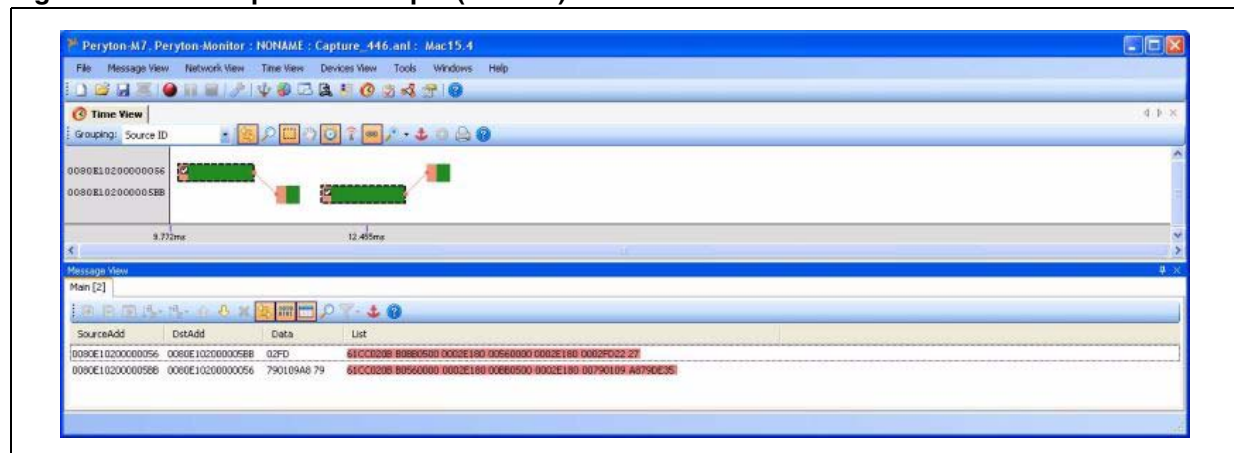 Peryton-M7, Peryton-Monitor : NONAME : Capture_446.anl : Mac15.4
File Message View Network View Time View Devices View Tools Windows Help
Time View
Grouping: Source ID
0080E10200000056
0080E102000005BB
9.772ms 12.455ms
Message View
Main [2]
SourceAdd DstAdd Data List
0080E10200000056 0080E102000005BB 02FD 61CC020B B0BB0500 0002E180 00560000 0002E180 0002FD22 27
0080E102000005BB 0080E10200000056 790109A8 79 61CC020B B0560000 0002E180 00BB0500 0002E180 00790109 A879DE35